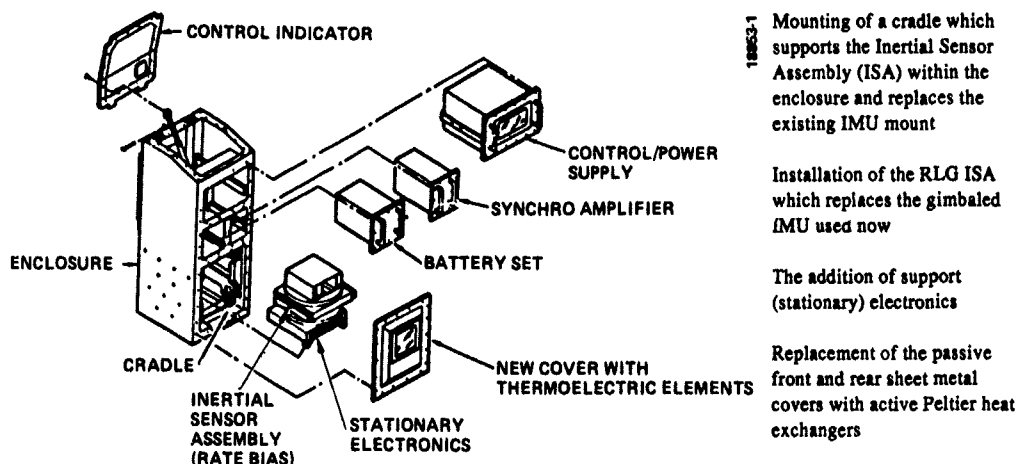 CONTROL INDICATOR
CONTROL/POWER
SUPPLY
SYNCHRO AMPLIFIER
BATTERY SET
ENCLOSURE
CRADLE
INERTIAL
SENSOR
ASSEMBLY
(RATE BIAS)
STATIONARY
ELECTRONICS
NEW COVER WITH
THERMOELECTRIC ELEMENTS
18853-1
Mounting of a cradle which
supports the Inertial Sensor
Assembly (ISA) within the
enclosure and replaces the
existing IMU mount
Installation of the RLG ISA
which replaces the gimbaled
IMU used now
The addition of support
(stationary) electronics
Replacement of the passive
front and rear sheet metal
covers with active Peltier heat
exchangers